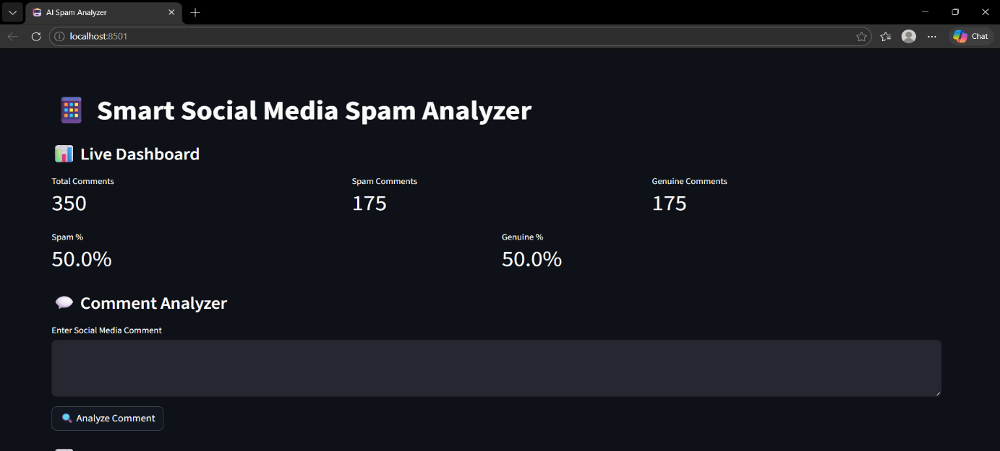 AI Spam Analyzer
localhost:8501
Chat
Smart Social Media Spam Analyzer
Live Dashboard
Total Comments Spam Comments Genuine Comments
350 175 175
Spam % Genuine %
50.0% 50.0%
Comment Analyzer
Enter Social Media Comment
Analyze Comment